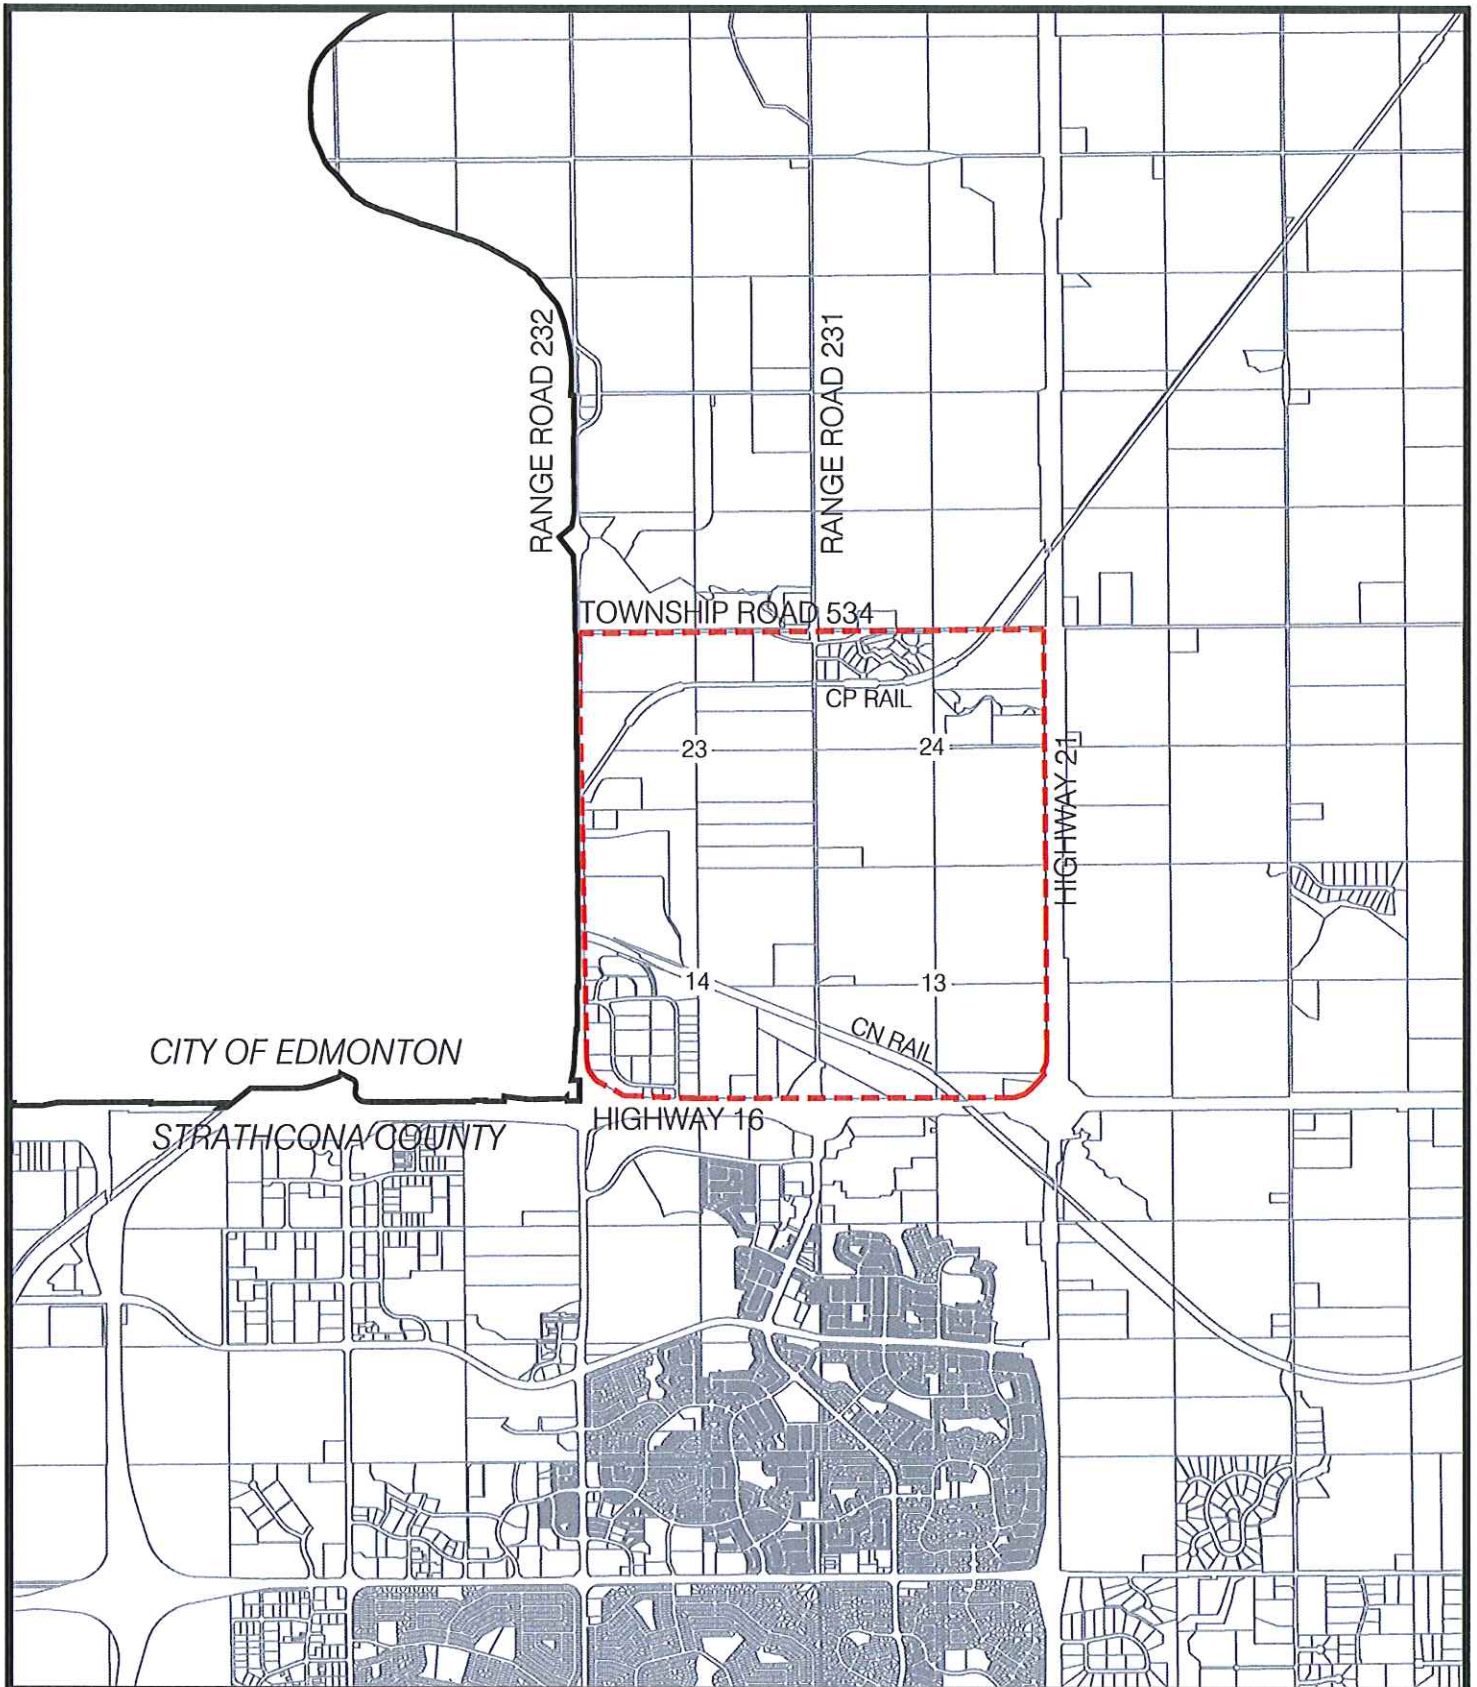 RANGE ROAD 232
RANGE ROAD 231
TOWNSHIP ROAD 534
CP RAIL
23
24
HIGHWAY 21
14
13
CN RAIL
CITY OF EDMONTON
HIGHWAY 16
STRATHCONA COUNTY